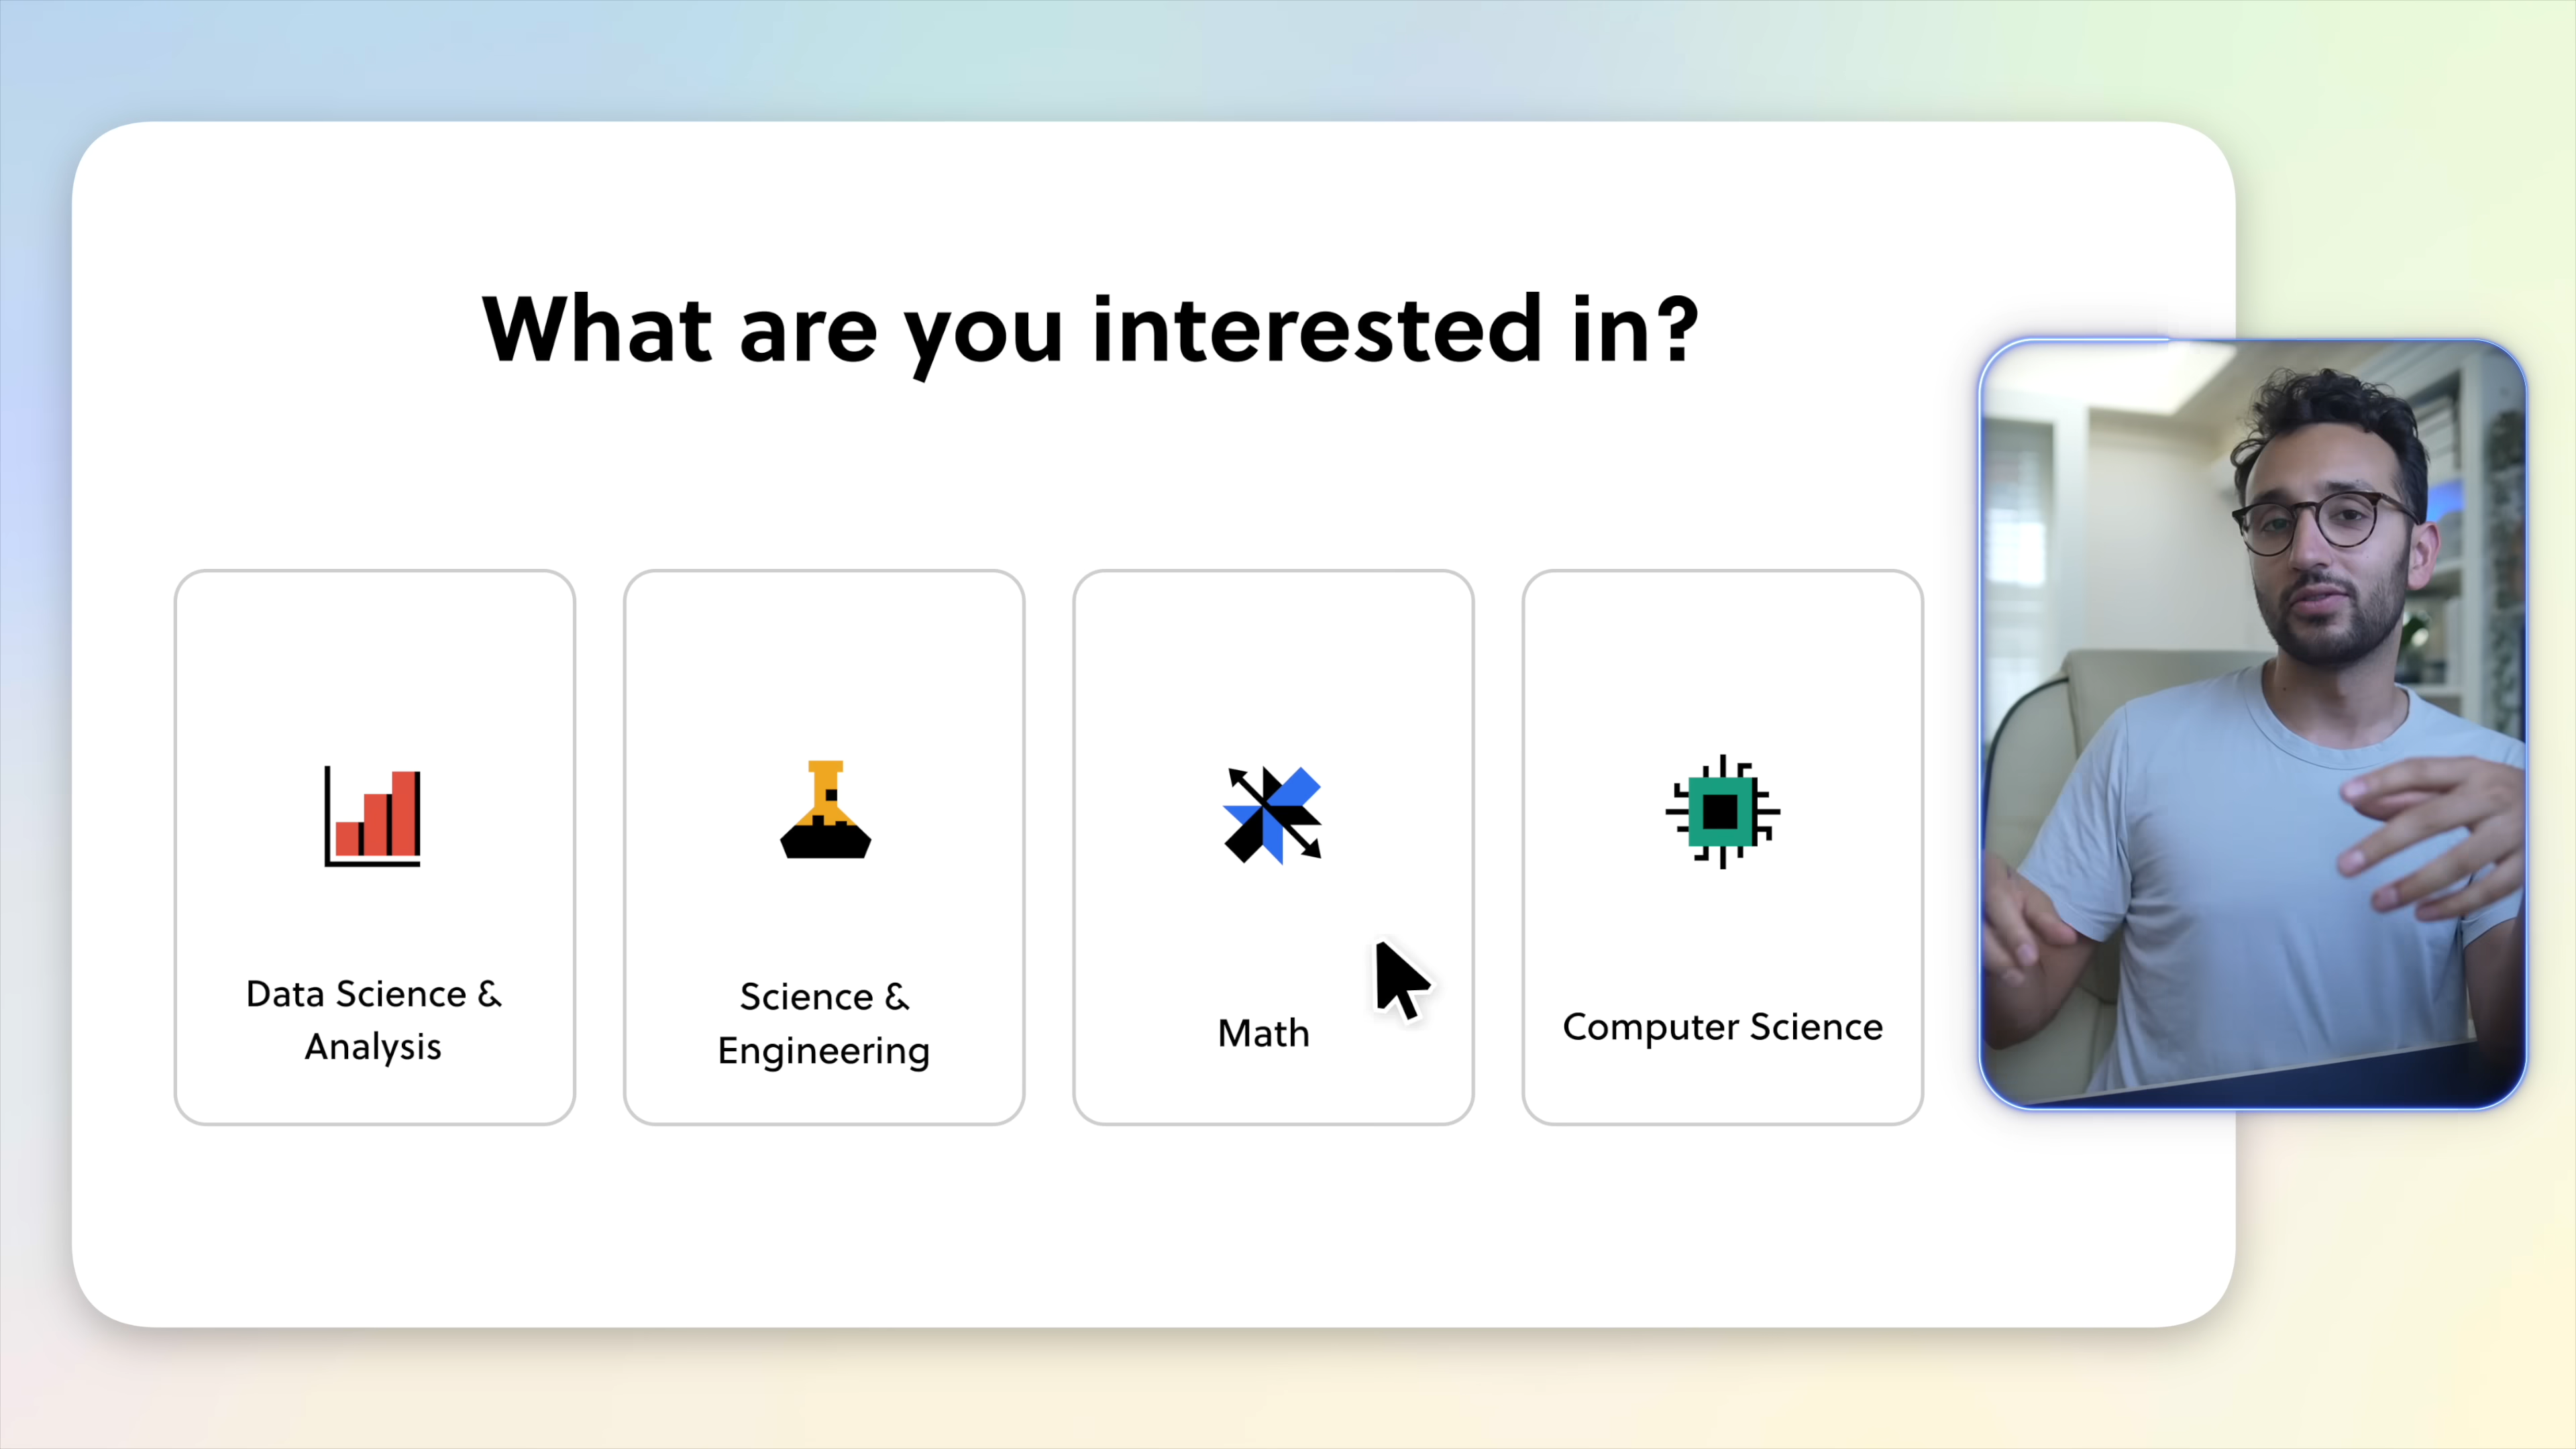 What are you interested in?
Data Science &
Analysis
Science &
Engineering
Math
Computer Science